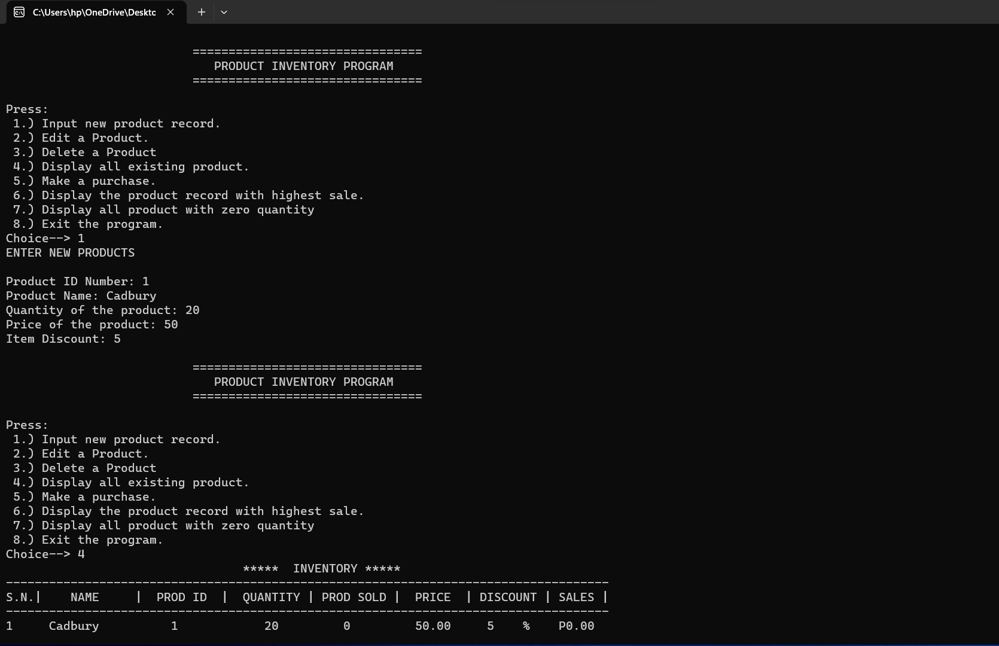 C:\Users\hp\OneDrive\Deskto
===============================
PRODUCT INVENTORY PROGRAM
===============================
Press:
1.) Input new product record.
2.) Edit a Product.
3.) Delete a Product
4.) Display all existing product.
5.) Make a purchase.
6.) Display the product record with highest sale.
7.) Display all product with zero quantity
8.) Exit the program.
Choice--> 1
ENTER NEW PRODUCTS
Product ID Number: 1
Product Name: Cadbury
Quantity of the product: 20
Price of the product: 50
Item Discount: 5
================================
PRODUCT INVENTORY PROGRAM
================================
Press:
1.) Input new product record.
2.) Edit a Product.
3.) Delete a Product
4.) Display all existing product.
5.) Make a purchase.
6.) Display the product record with highest sale.
7.) Display all product with zero quantity
8.) Exit the program.
Choice--> 4
***** INVENTORY *****
------------------------------------------------------------------------------------
S.N.| NAME | PROD ID | QUANTITY | PROD SOLD | PRICE | DISCOUNT | SALES |
------------------------------------------------------------------------------------
1 Cadbury 1 20 0 50.00 5 % P0.00